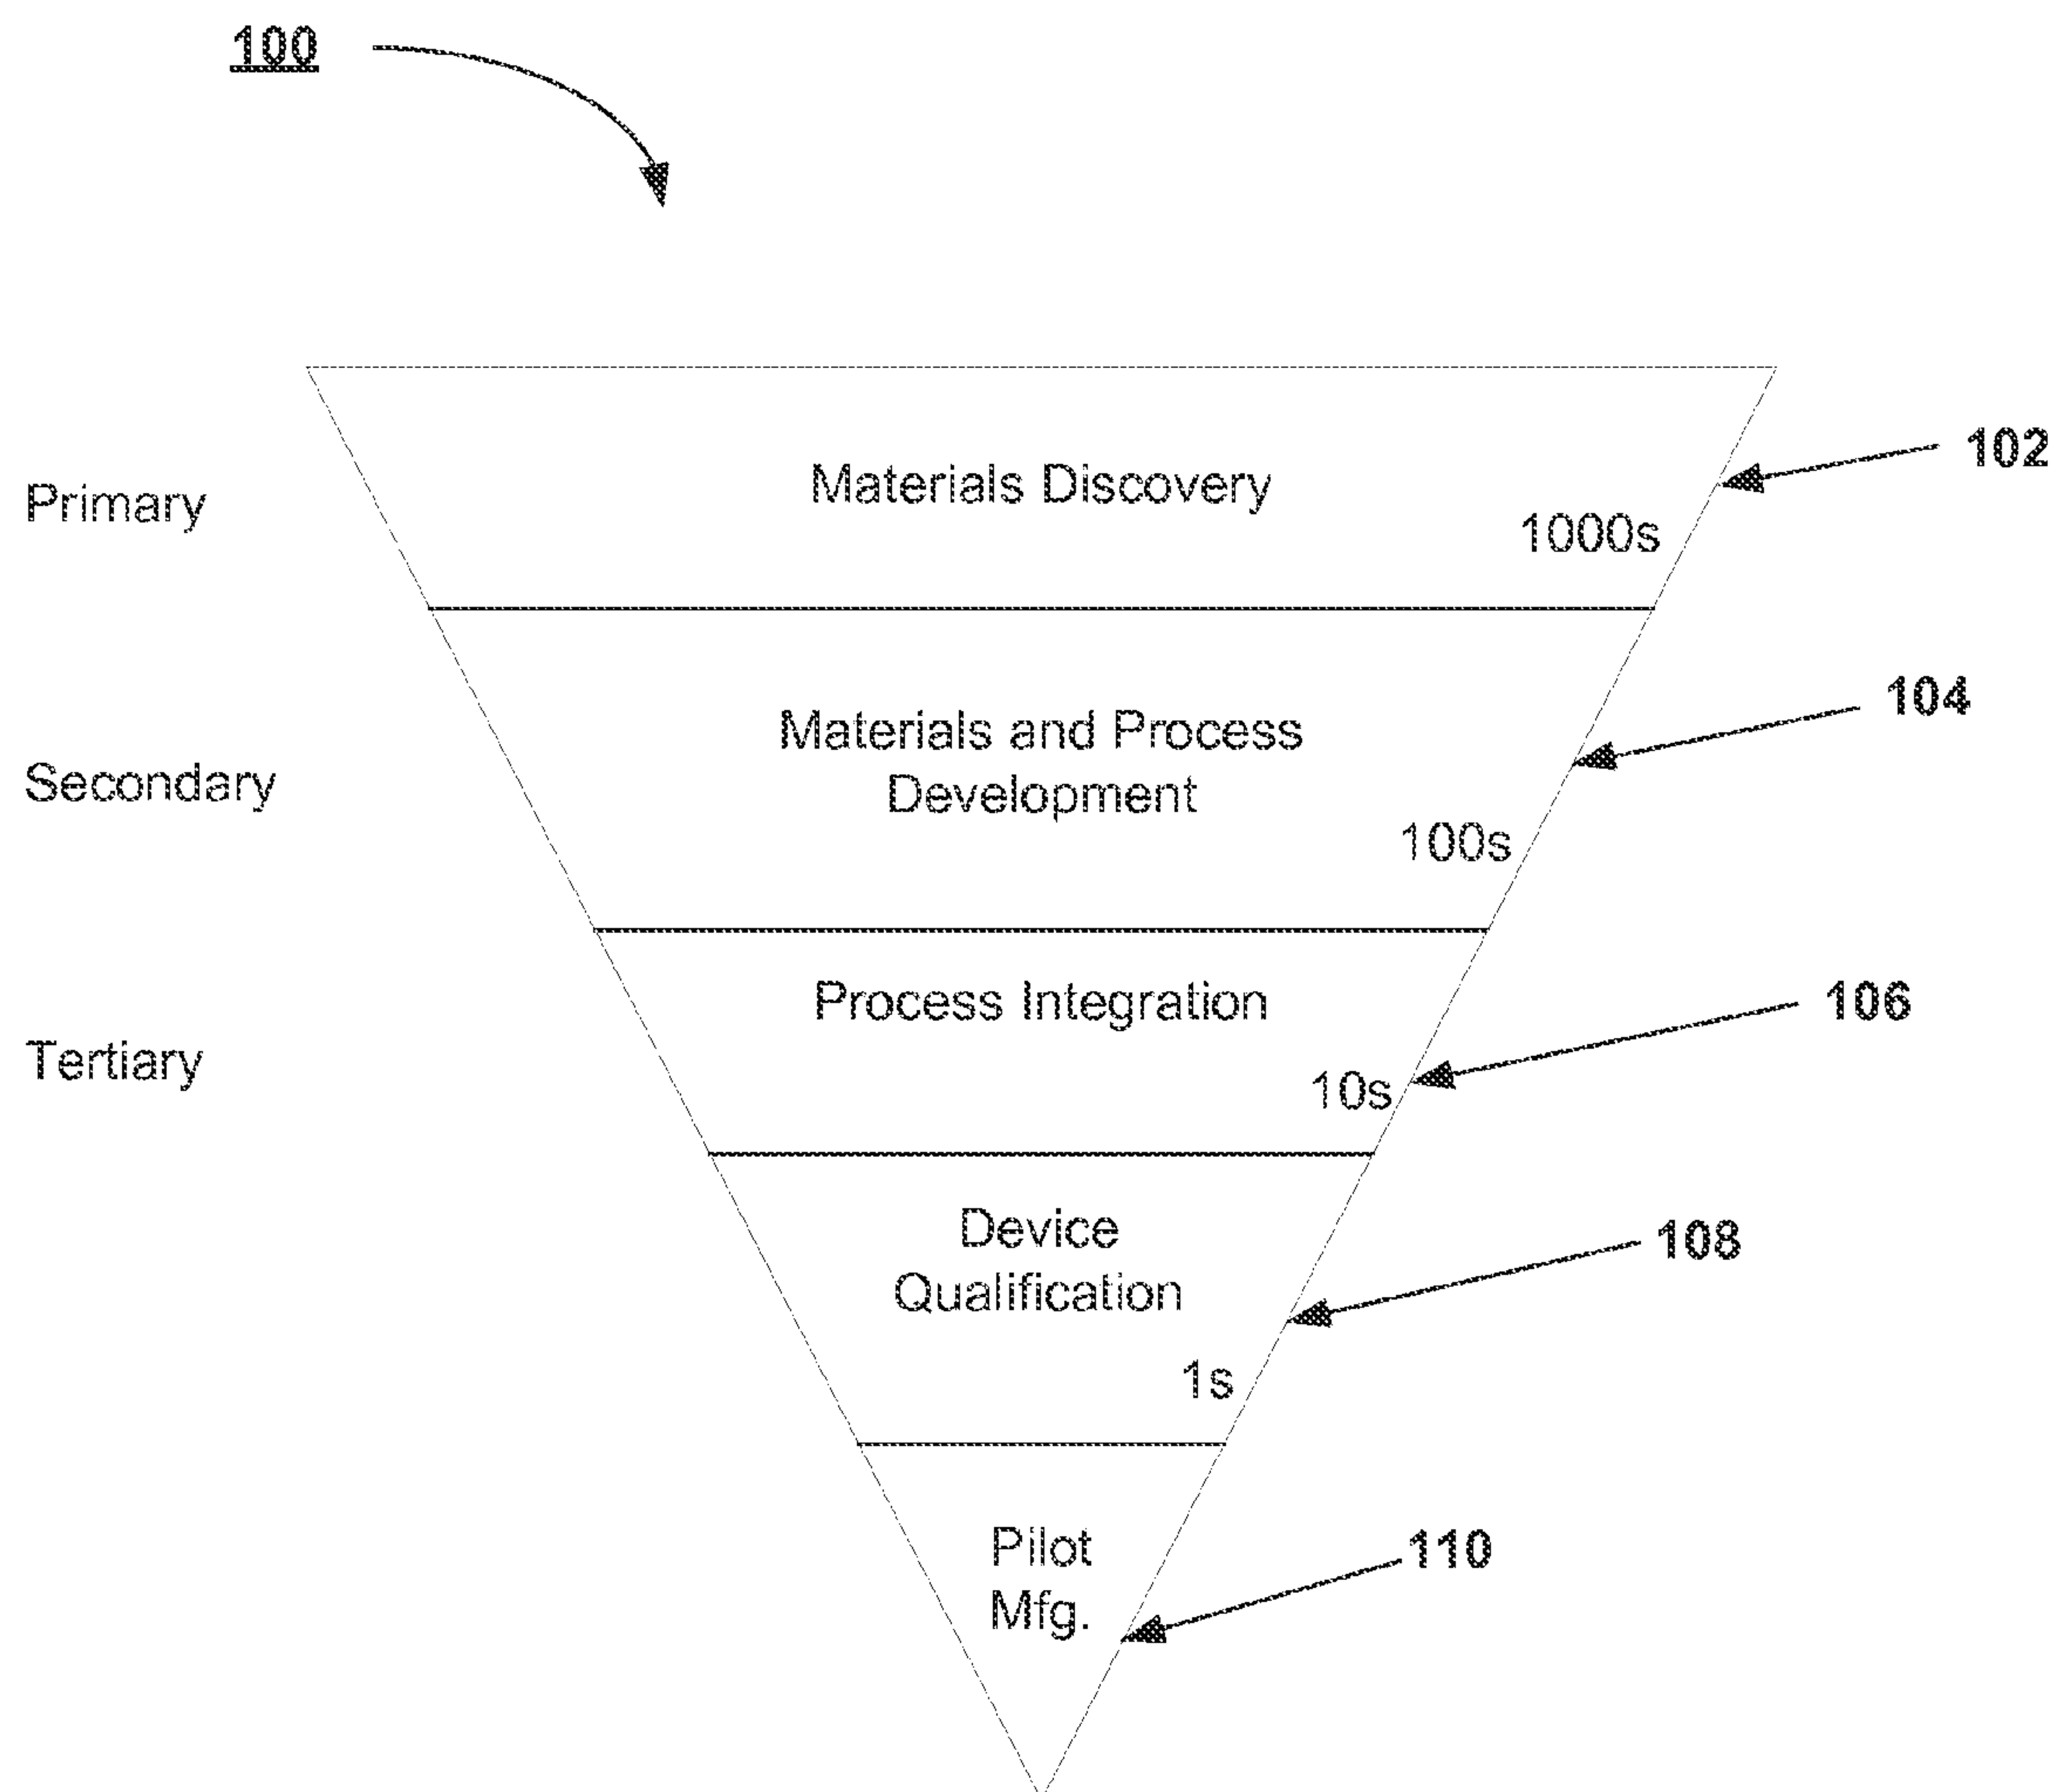 100
102
Primary
Materials Discovery
1000s
104
Secondary
Materials and Process
Development
100s
106
Tertiary
Process Integration
10s
108
Device
Qualification
1s
110
Pilot
Mfg.